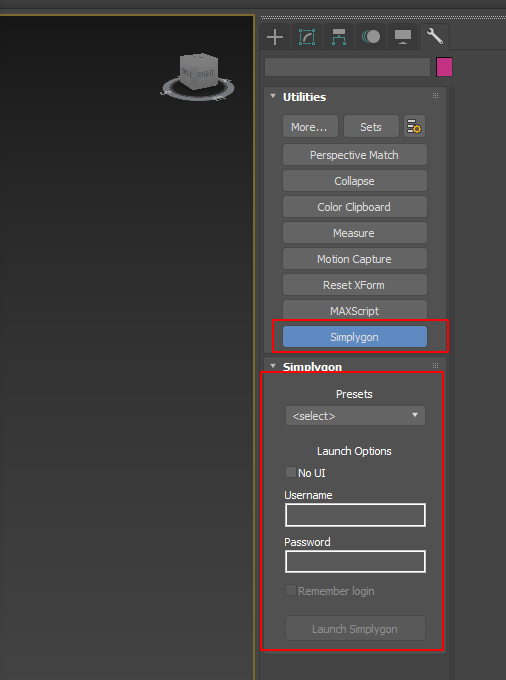 RIGHT
Utilities
More... Sets
Perspective Match
Collapse
Color Clipboard
Measure
Motion Capture
Reset XForm
MAXScript
Simplygon
Simplygon
Presets
<select>
Launch Options
No UI
Username
Password
Remember login
Launch Simplygon